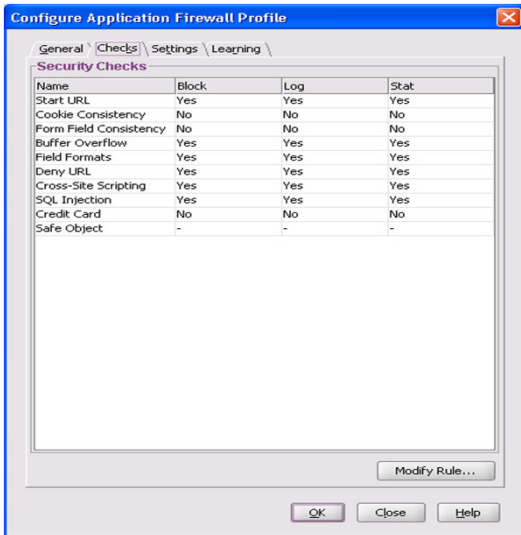 Configure Application Firewall Profile
General Checks Settings Learning
Security Checks
Name Block Log Stat
Start URL Yes Yes Yes
Cookie Consistency No No No
Form Field Consistency No No No
Buffer Overflow Yes Yes Yes
Field Formats Yes Yes Yes
Deny URL Yes Yes Yes
Cross-Site Scripting Yes Yes Yes
SQL Injection Yes Yes Yes
Credit Card No No No
Safe Object - - -
Modify Rule...
OK Close Help